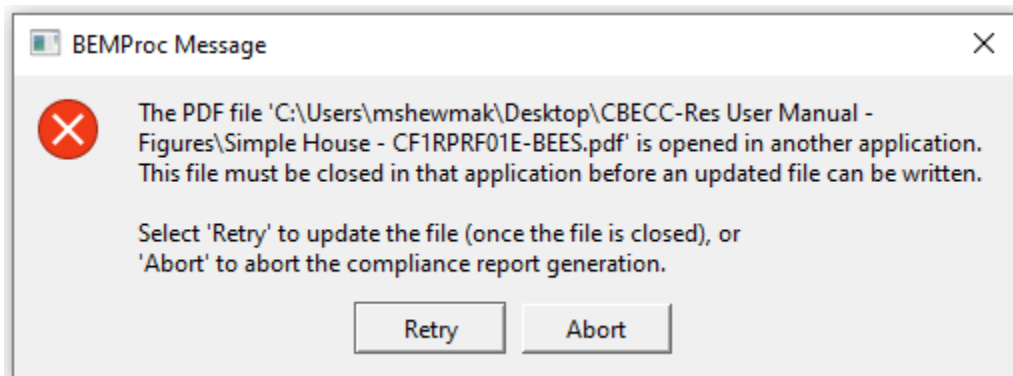 BEMProc Message
The PDF file 'C:\Users\mshewmak\Desktop\CBECC-Res User Manual -
Figures\Simple House - CF1RPRF01E-BEES.pdf' is opened in another application.
This file must be closed in that application before an updated file can be written.
Select 'Retry' to update the file (once the file is closed), or
'Abort' to abort the compliance report generation.
Retry
Abort